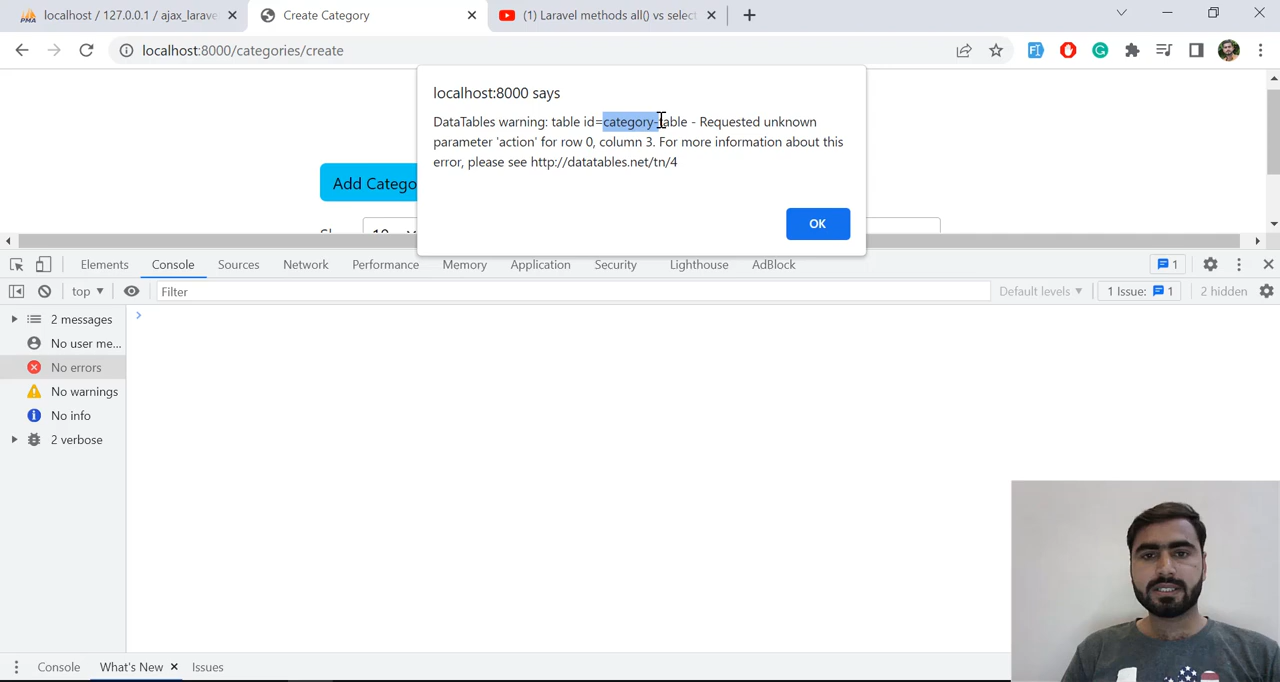 localhost / 127.0.0.1 / ajax_larave
Create Category
(1) Laravel methods all() vs select
localhost:8000/categories/create
localhost:8000 says
DataTables warning: table id=category-table - Requested unknown
parameter 'action' for row 0, column 3. For more information about this
error, please see http://datatables.net/tn/4
OK
Add Catego
10
Elements Console Sources Network Performance Memory Application Security Lighthouse AdBlock 1
top Filter Default levels 1 Issue: 1 2 hidden
2 messages
No user me...
No errors
No warnings
No info
2 verbose
Console What's New Issues